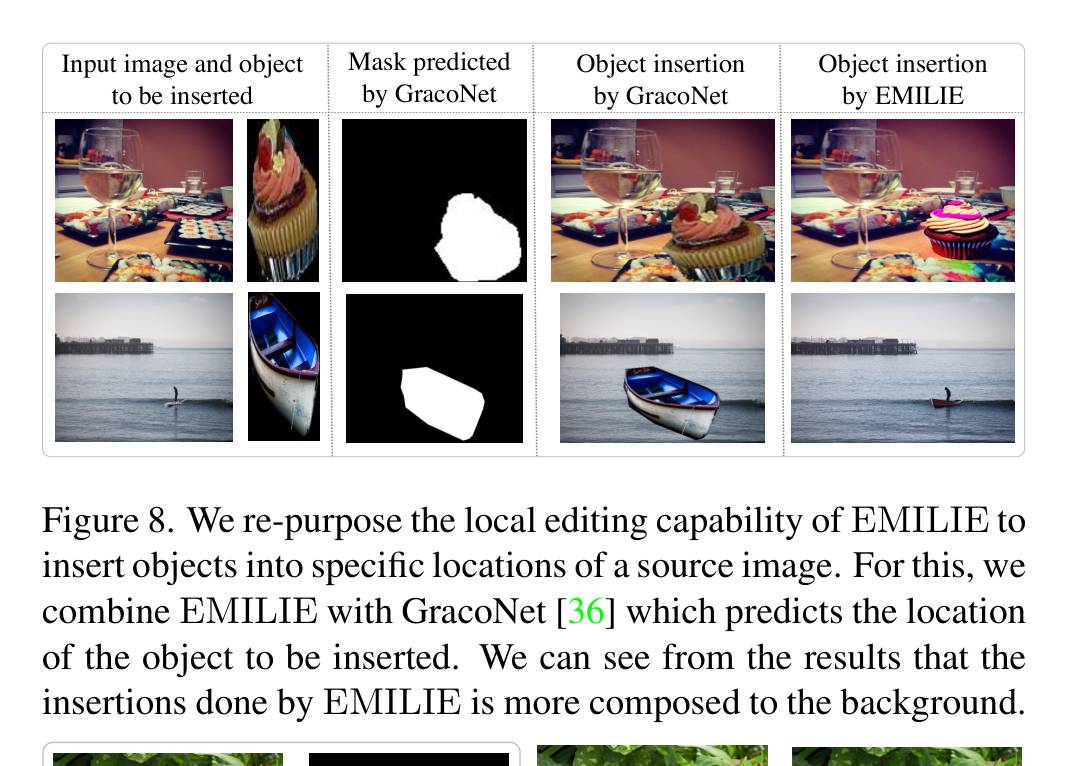 Input image and object
to be inserted
Mask predicted
by GracoNet
Object insertion
by GracoNet
Object insertion
by EMILIE
Figure 8. We re-purpose the local editing capability of EMILIE to
insert objects into specific locations of a source image. For this, we
combine EMILIE with GracoNet [36] which predicts the location
of the object to be inserted. We can see from the results that the
insertions done by EMILIE is more composed to the background.